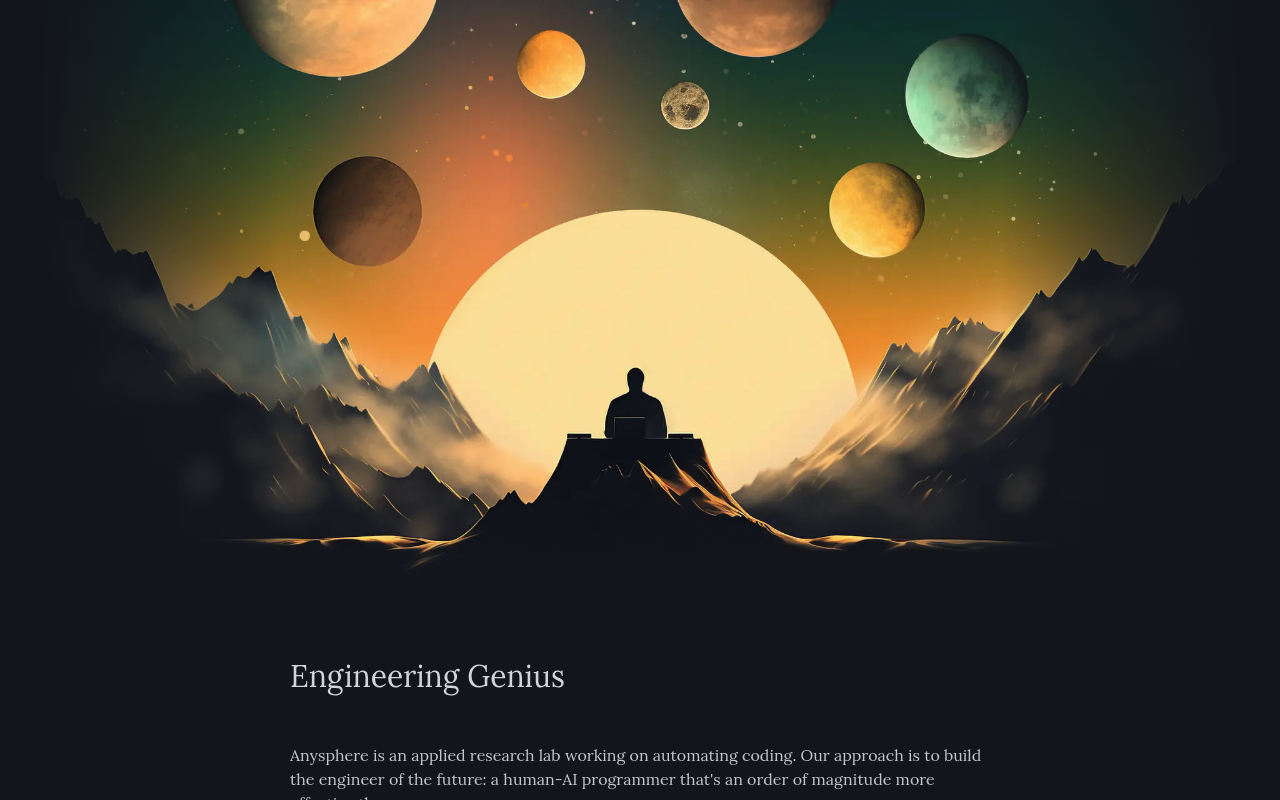 Engineering Genius
Anysphere is an applied research lab working on automating coding. Our approach is to build
the engineer of the future: a human-AI programmer that's an order of magnitude more